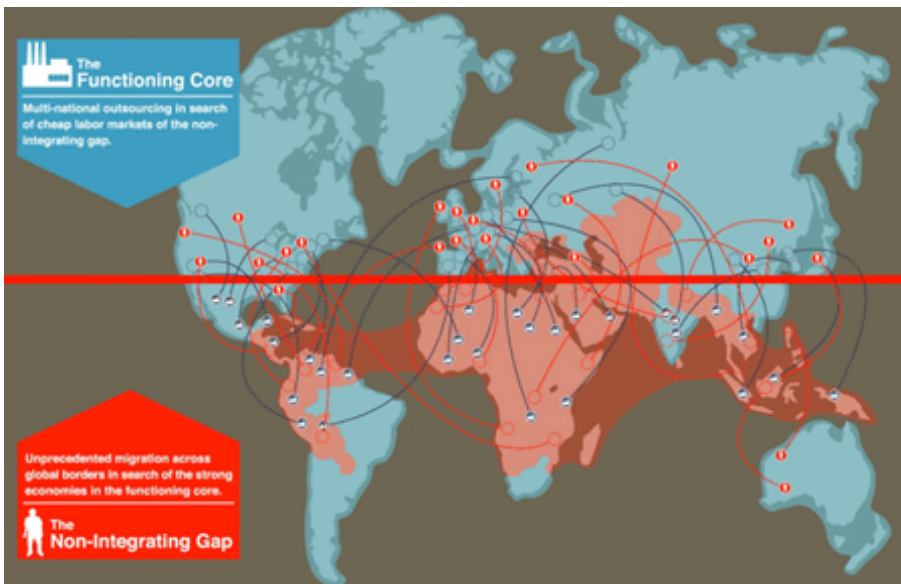 The
Functioning Core
Multi-national outsourcing in search
of cheap labor markets of the non-
integrating gap.
Unprecedented migration across
global borders in search of the strong
economies in the functioning core.
The
Non-Integrating Gap